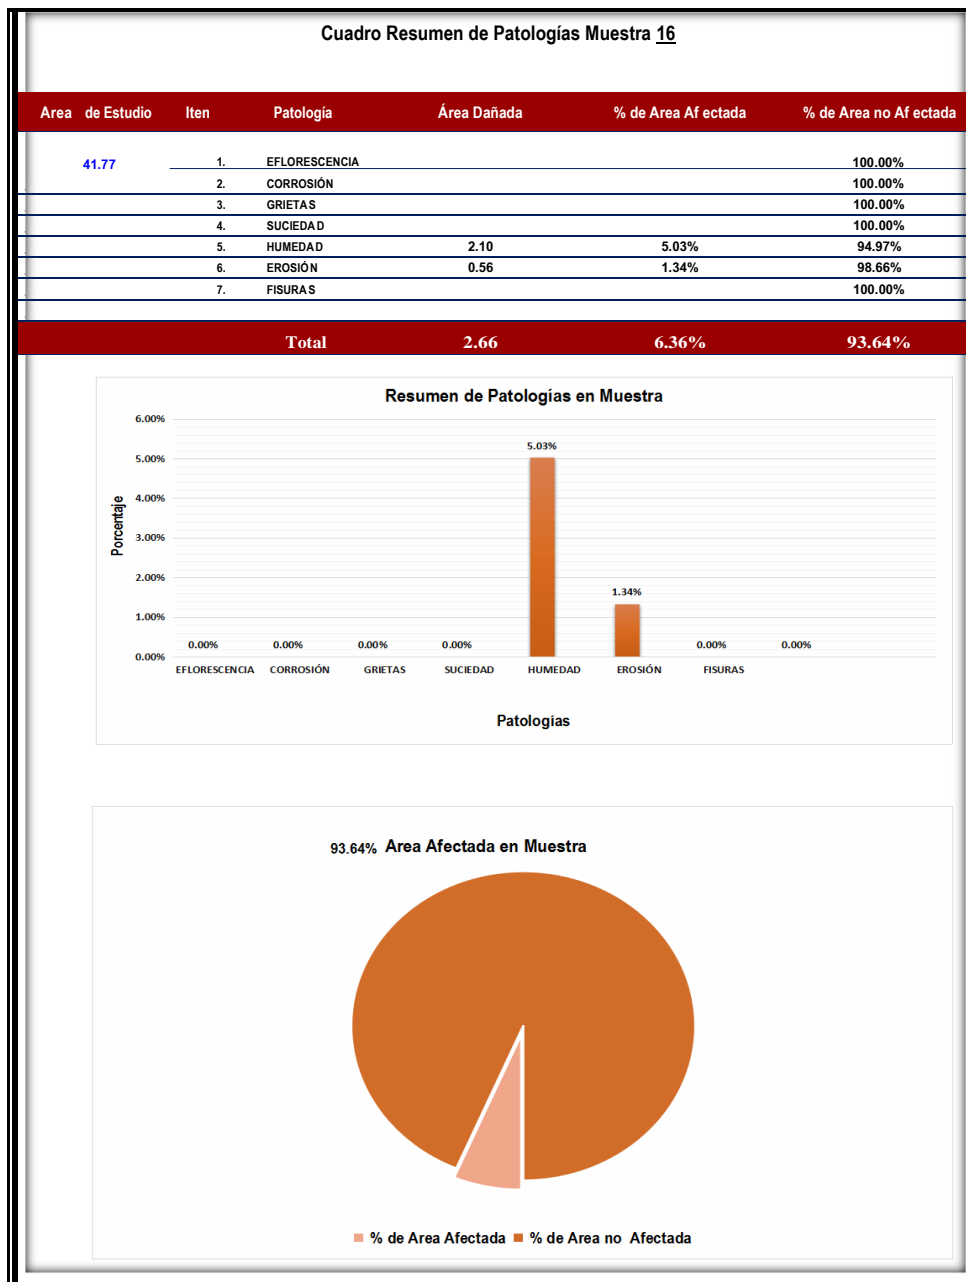 Cuadro Resumen de Patologías Muestra 16
Area de Estudio Iten Patología Área Dañada % de Area Af ectada % de Area no Af ectada
41.77 1. EFLORESCENCIA 100.00%
2. CORROSIÓN 100.00%
3. GRIETAS 100.00%
4. SUCIEDAD 100.00%
5. HUMEDAD 2.10 5.03% 94.97%
6. EROSIÓN 0.56 1.34% 98.66%
7. FISURAS 100.00%
Total 2.66 6.36% 93.64%
Resumen de Patologías en Muestra
6.00%
5.00%
4.00%
3.00%
2.00%
1.00%
0.00%
Porcentaje
0.00% 0.00% 0.00% 0.00% 5.03% 1.34% 0.00% 0.00%
EFLORESCENCIA CORROSIÓN GRIETAS SUCIEDAD HUMEDAD EROSIÓN FISURAS
Patologías
93.64% Area Afectada en Muestra
% de Area Afectada % de Area no Afectada